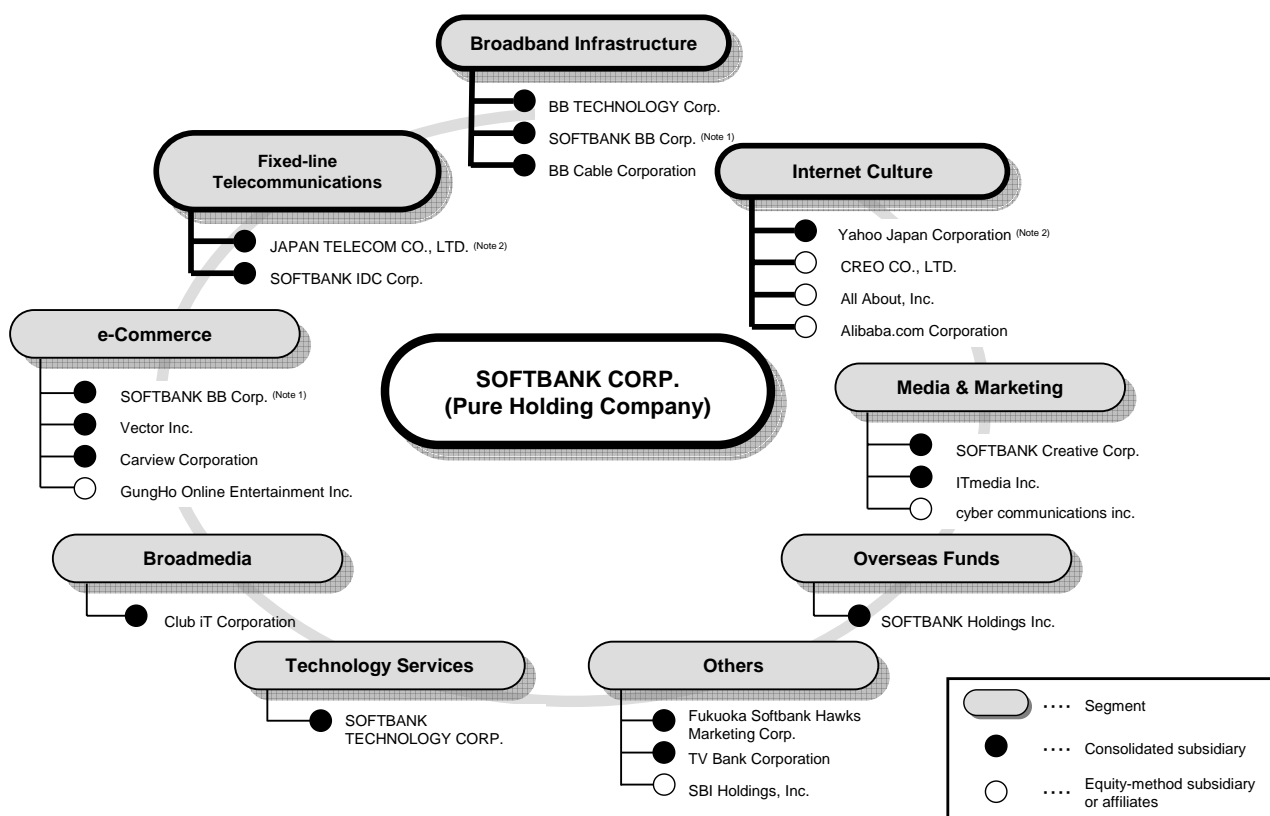 Broadband Infrastructure
BB TECHNOLOGY Corp.
SOFTBANK BB Corp. (Note 1)
BB Cable Corporation
Fixed-line
Telecommunications
JAPAN TELECOM CO., LTD. (Note 2)
SOFTBANK IDC Corp.
Internet Culture
Yahoo Japan Corporation (Note 2)
CREO CO., LTD.
All About, Inc.
Alibaba.com Corporation
e-Commerce
SOFTBANK BB Corp. (Note 1)
Vector Inc.
Carview Corporation
GungHo Online Entertainment Inc.
SOFTBANK CORP.
(Pure Holding Company)
Media & Marketing
SOFTBANK Creative Corp.
ITmedia Inc.
cyber communications inc.
Broadmedia
Club iT Corporation
Overseas Funds
SOFTBANK Holdings Inc.
Technology Services
SOFTBANK
TECHNOLOGY CORP.
Others
Fukuoka Softbank Hawks
Marketing Corp.
TV Bank Corporation
SBI Holdings, Inc.
···· Segment
···· Consolidated subsidiary
···· Equity-method subsidiary
or affiliates